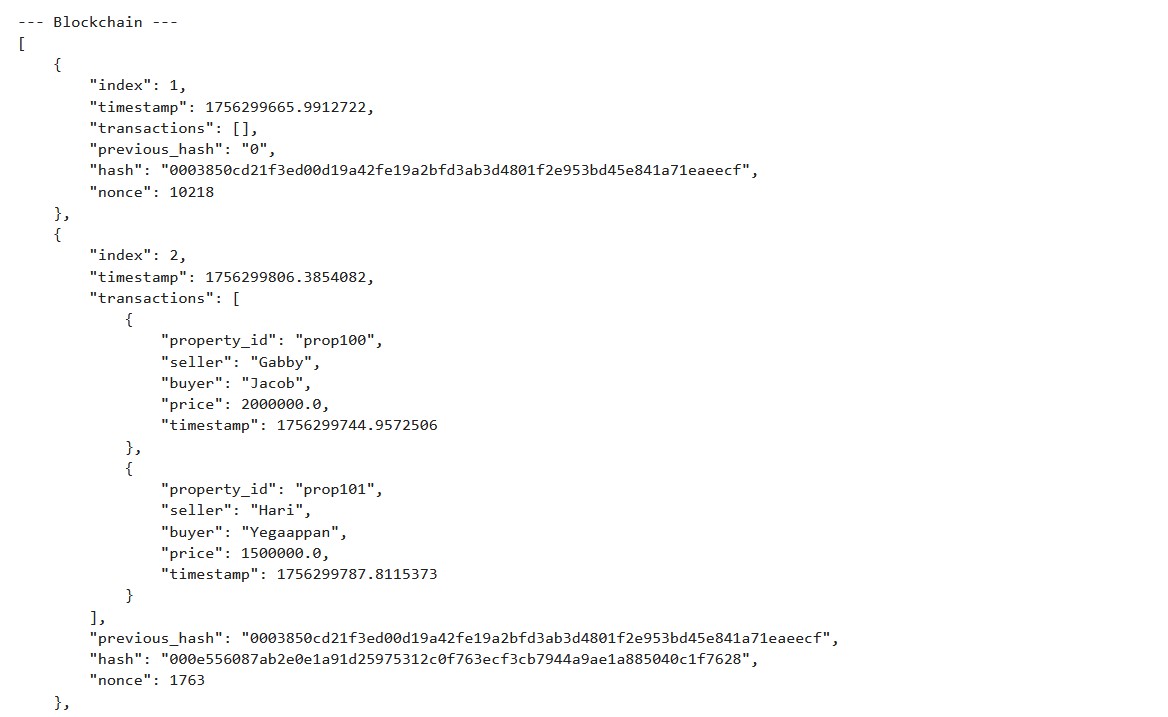 --- Blockchain ---
[
    {
        "index": 1,
        "timestamp": 1756299665.9912722,
        "transactions": [],
        "previous_hash": "0",
        "hash": "0003850cd21f3ed00d19a42fe19a2bfd3ab3d4801f2e953bd45e841a71eaeecf",
        "nonce": 10218
    },
    {
        "index": 2,
        "timestamp": 1756299806.3854082,
        "transactions": [
            {
                "property_id": "prop100",
                "seller": "Gabby",
                "buyer": "Jacob",
                "price": 2000000.0,
                "timestamp": 1756299744.9572506
            },
            {
                "property_id": "prop101",
                "seller": "Hari",
                "buyer": "Yegaappan",
                "price": 1500000.0,
                "timestamp": 1756299787.8115373
            }
        ],
        "previous_hash": "0003850cd21f3ed00d19a42fe19a2bfd3ab3d4801f2e953bd45e841a71eaeecf",
        "hash": "000e556087ab2e0e1a91d25975312c0f763ecf3cb7944a9ae1a885040c1f7628",
        "nonce": 1763
    },